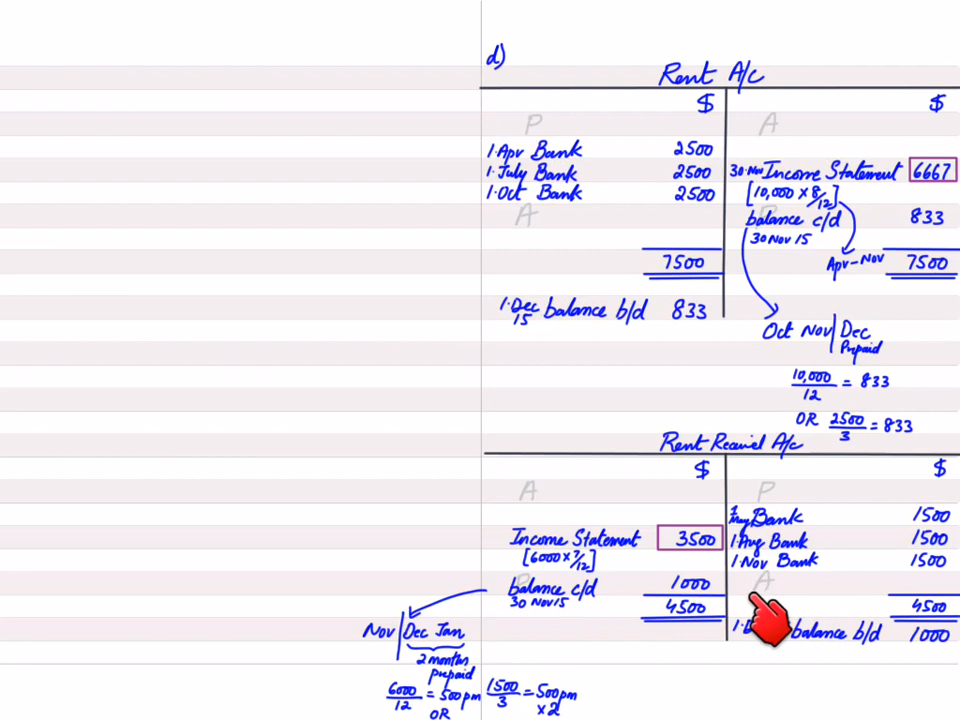 d)
Rent A/c
$ $
P A
1·Apr Bank 2500
1·July Bank 2500 30·Nov Income Statement 6667
1·Oct Bank 2500 [10,000 × 8/12]
A balance c/d 833
30 Nov 15
7500 Apr-Nov 7500
1·Dec 15 balance b/d 833
Oct Nov | Dec
Prepaid
10,000/12 = 833
OR 2500/3 = 833
Rent Received A/c
$ $
A P
1 May Bank 1500
Income Statement 3500 1·Aug Bank 1500
[6000 × 7/12] 1·Nov Bank 1500
P A
balance c/d 1000
30 Nov 15 4500 4500
balance b/d 1000
Nov | Dec Jan
2 months
prepaid
6000/12 = 500 pm 1500/3 = 500 pm
OR × 2